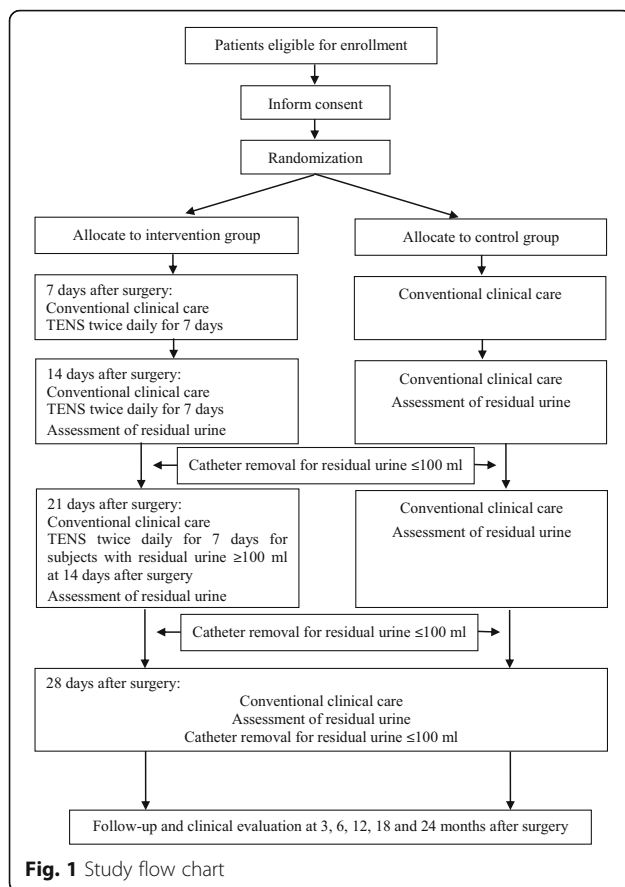 Patients eligible for enrollment
Inform consent
Randomization
Allocate to intervention group
Allocate to control group
7 days after surgery:
Conventional clinical care
TENS twice daily for 7 days
Conventional clinical care
14 days after surgery:
Conventional clinical care
TENS twice daily for 7 days
Assessment of residual urine
Conventional clinical care
Assessment of residual urine
Catheter removal for residual urine ≤100 ml
21 days after surgery:
Conventional clinical care
TENS twice daily for 7 days for
subjects with residual urine ≥100 ml
at 14 days after surgery
Assessment of residual urine
Conventional clinical care
Assessment of residual urine
Catheter removal for residual urine ≤100 ml
28 days after surgery:
Conventional clinical care
Assessment of residual urine
Catheter removal for residual urine ≤100 ml
Follow-up and clinical evaluation at 3, 6, 12, 18 and 24 months after surgery
Fig. 1 Study flow chart